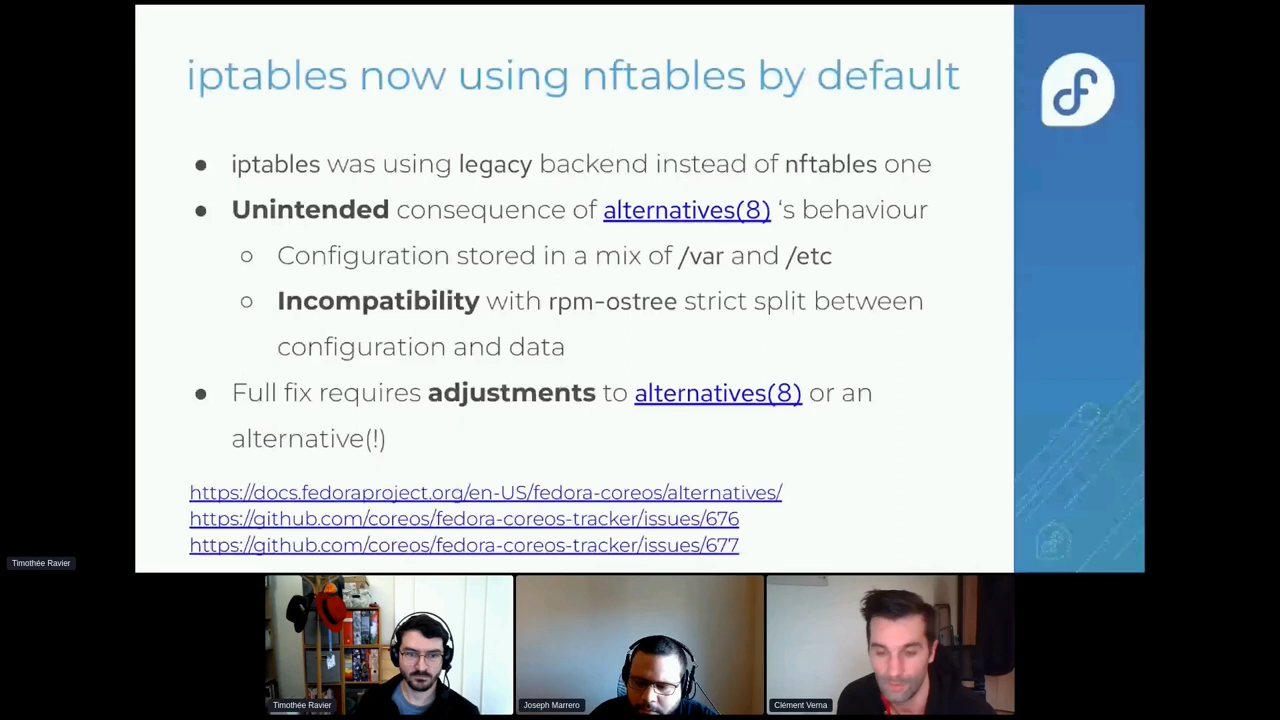 iptables now using nftables by default
● iptables was using legacy backend instead of nftables one
● Unintended consequence of alternatives(8) ‘s behaviour
○ Configuration stored in a mix of /var and /etc
○ Incompatibility with rpm-ostree strict split between
configuration and data
● Full fix requires adjustments to alternatives(8) or an
alternative(!)
https://docs.fedoraproject.org/en-US/fedora-coreos/alternatives/
https://github.com/coreos/fedora-coreos-tracker/issues/676
https://github.com/coreos/fedora-coreos-tracker/issues/677
Timothée Ravier
Timothée Ravier
Joseph Marrero
Clément Verna